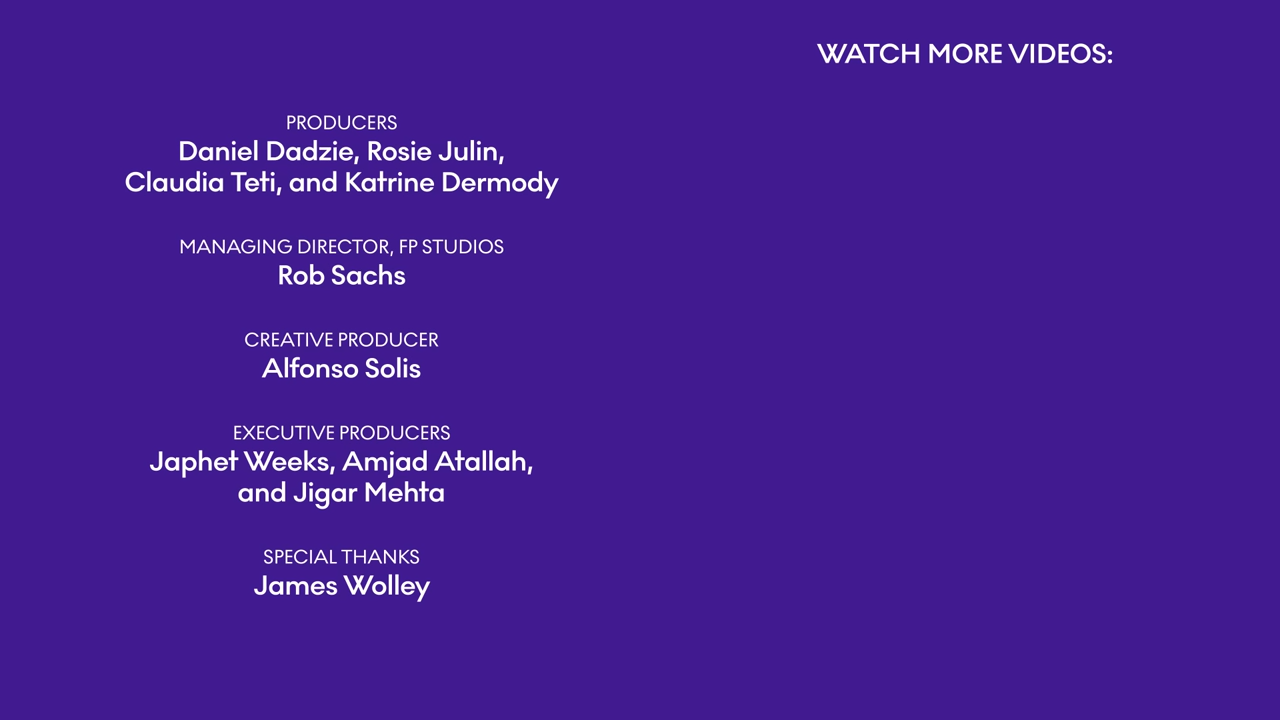 WATCH MORE VIDEOS:
PRODUCERS
Daniel Dadzie, Rosie Julin,
Claudia Teti, and Katrine Dermody
MANAGING DIRECTOR, FP STUDIOS
Rob Sachs
CREATIVE PRODUCER
Alfonso Solis
EXECUTIVE PRODUCERS
Japhet Weeks, Amjad Atallah,
and Jigar Mehta
SPECIAL THANKS
James Wolley